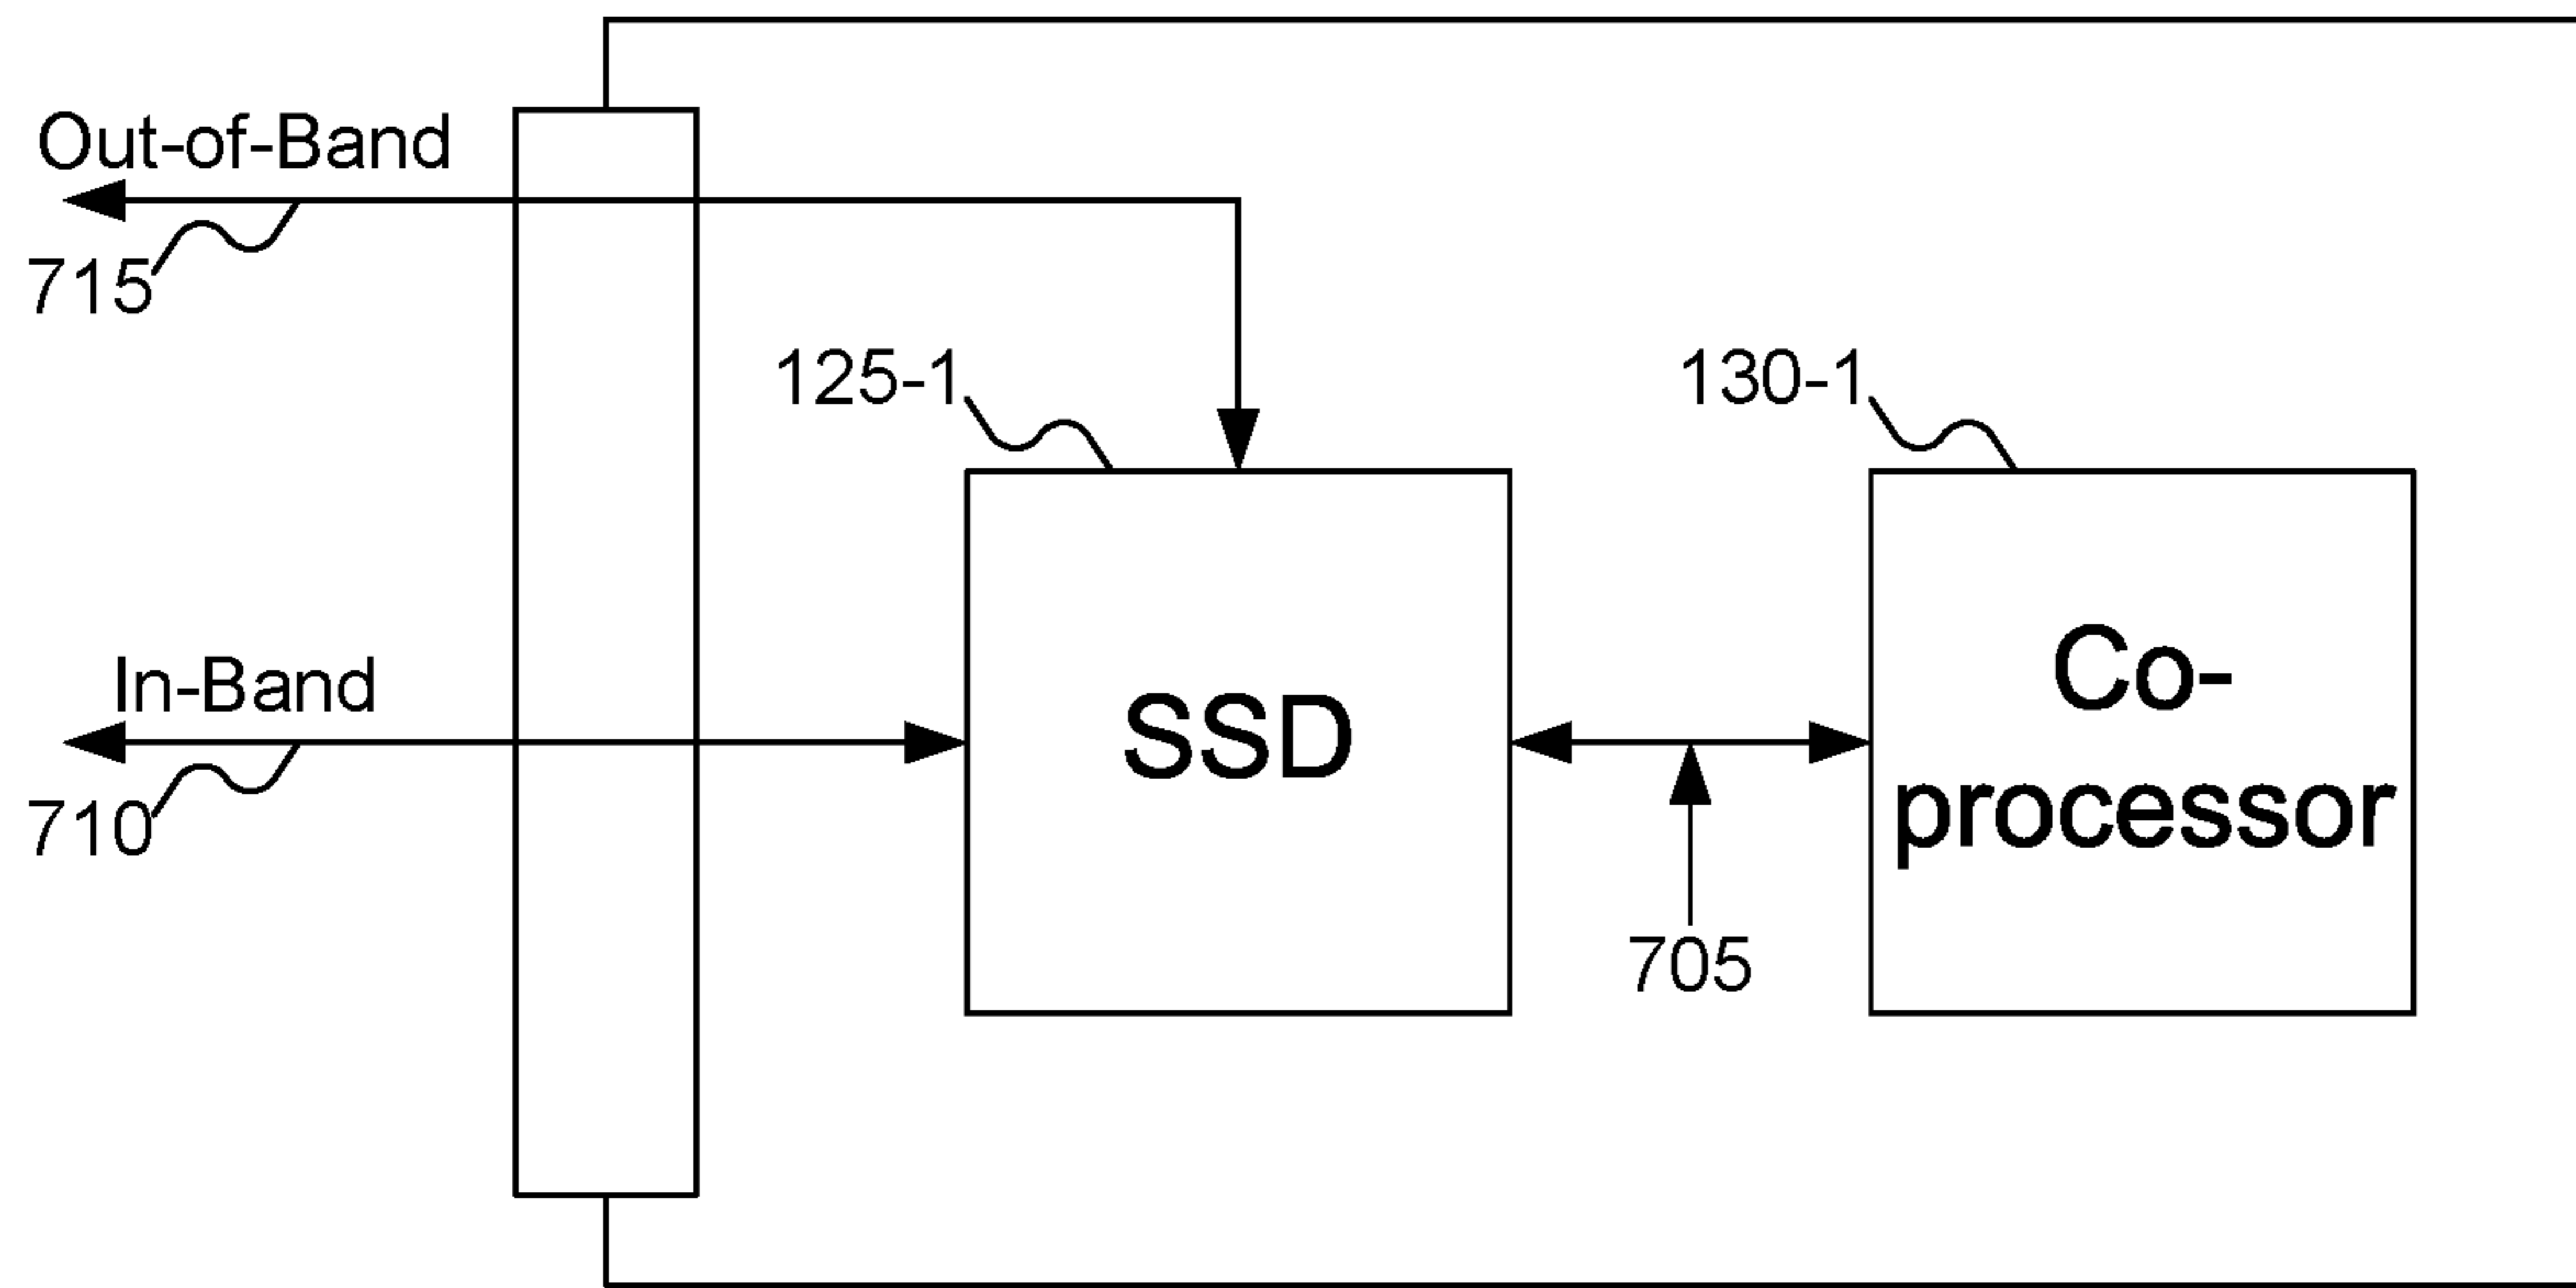 Out-of-Band
715
125-1
130-1
In-Band
710
SSD
Co-
processor
705